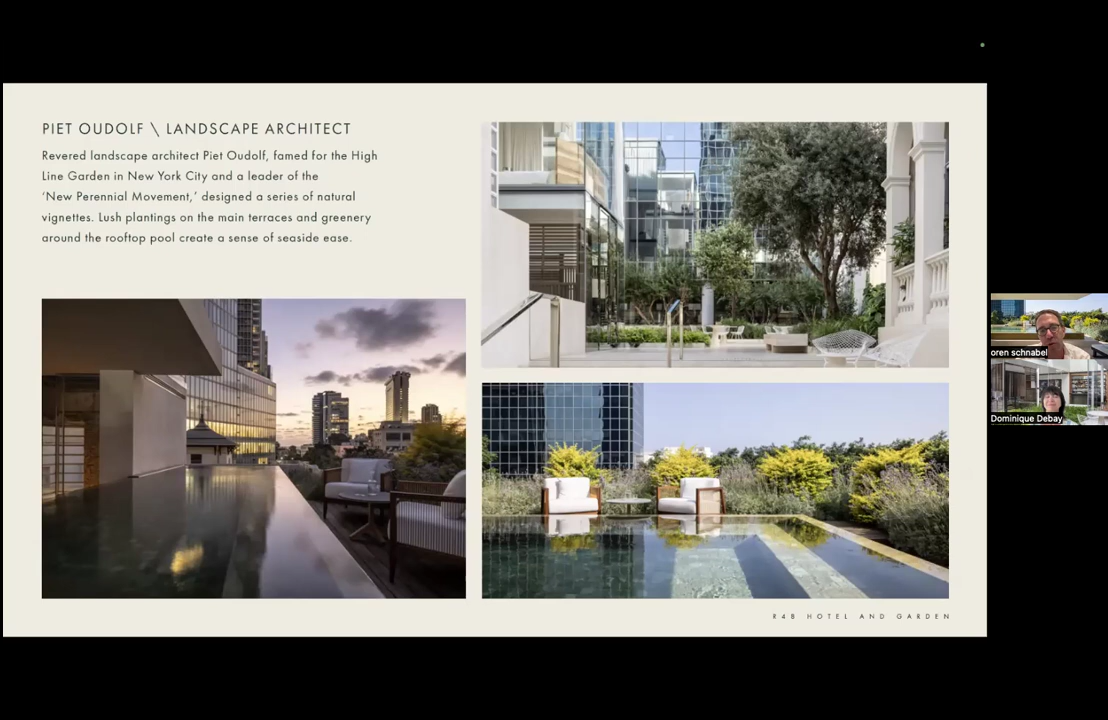 PIET OUDOLF \ LANDSCAPE ARCHITECT
Revered landscape architect Piet Oudolf, famed for the High
Line Garden in New York City and a leader of the
‘New Perennial Movement,’ designed a series of natural
vignettes. Lush plantings on the main terraces and greenery
around the rooftop pool create a sense of seaside ease.
R48 HOTEL AND GARDEN
oren schnabel
Dominique Debay